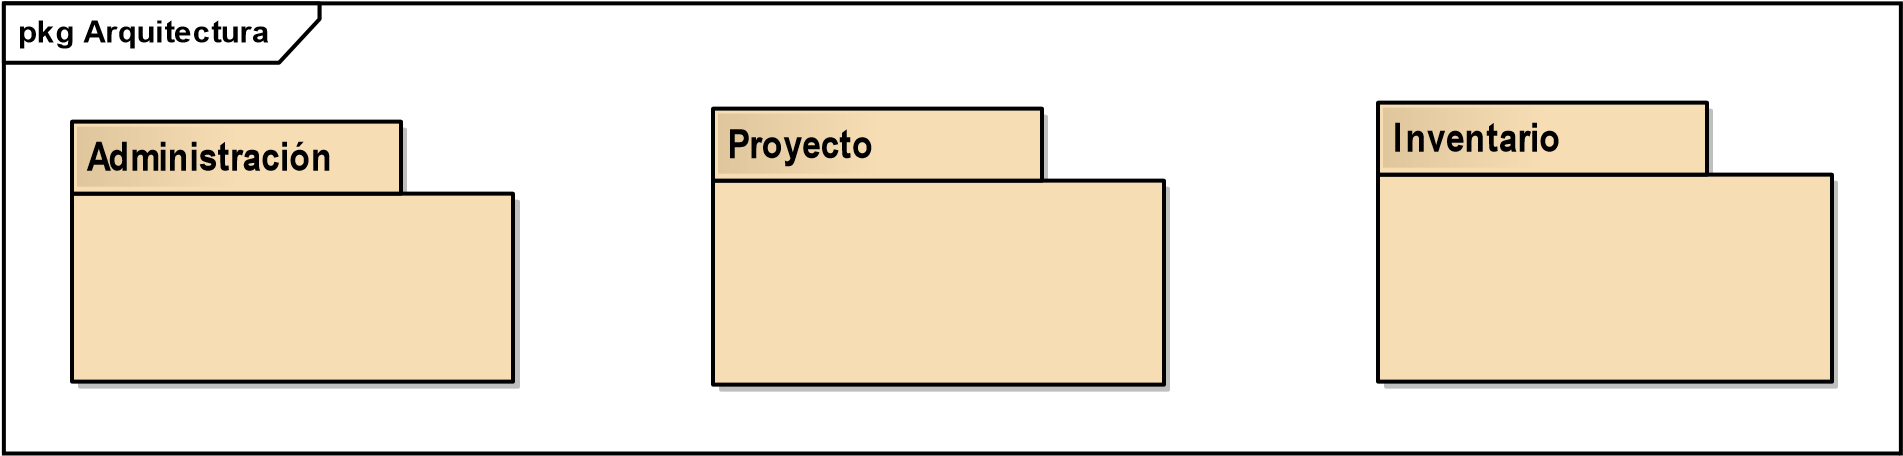 pkg Arquitectura
Administración
Proyecto
Inventario